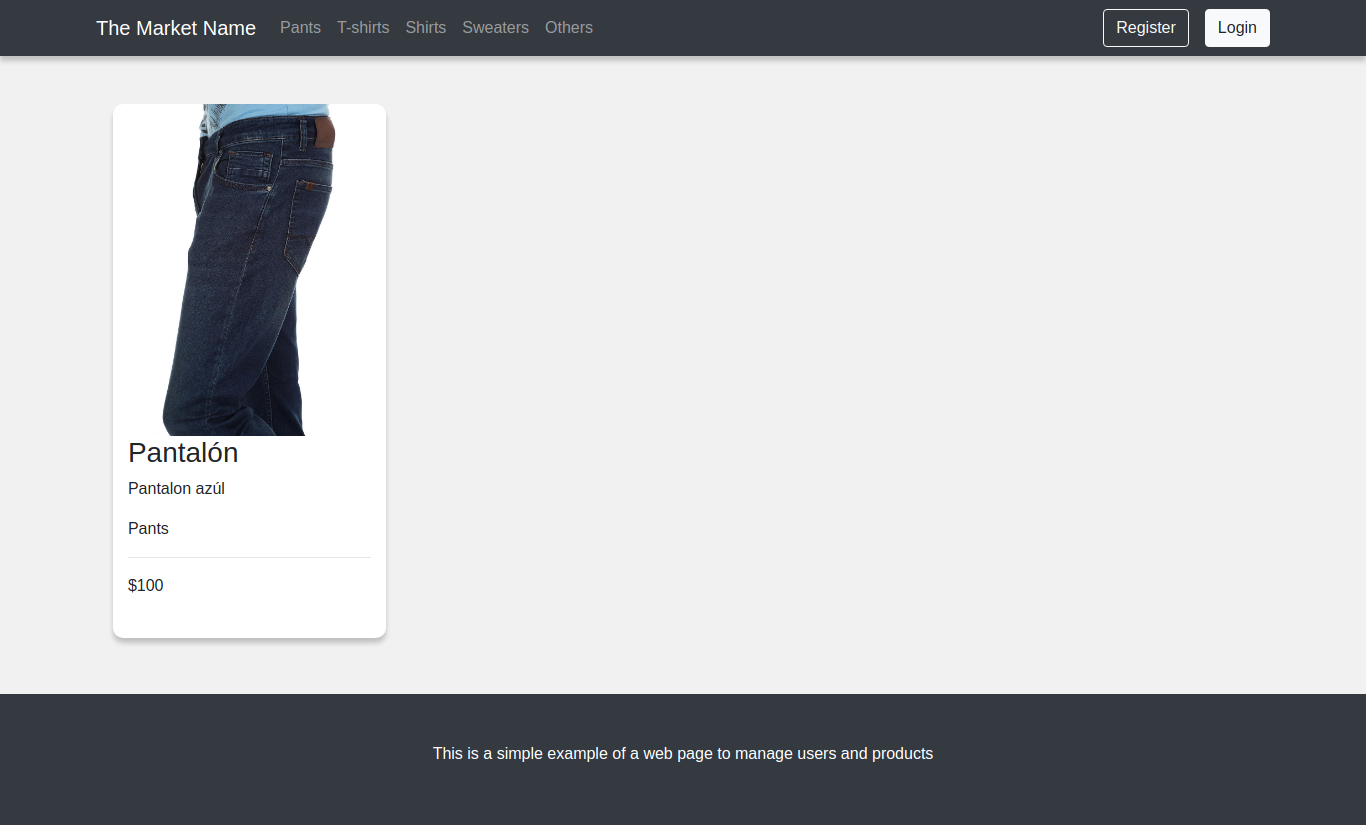 The Market Name Pants T-shirts Shirts Sweaters Others Register Login
Pantalón
Pantalon azúl
Pants
$100
This is a simple example of a web page to manage users and products